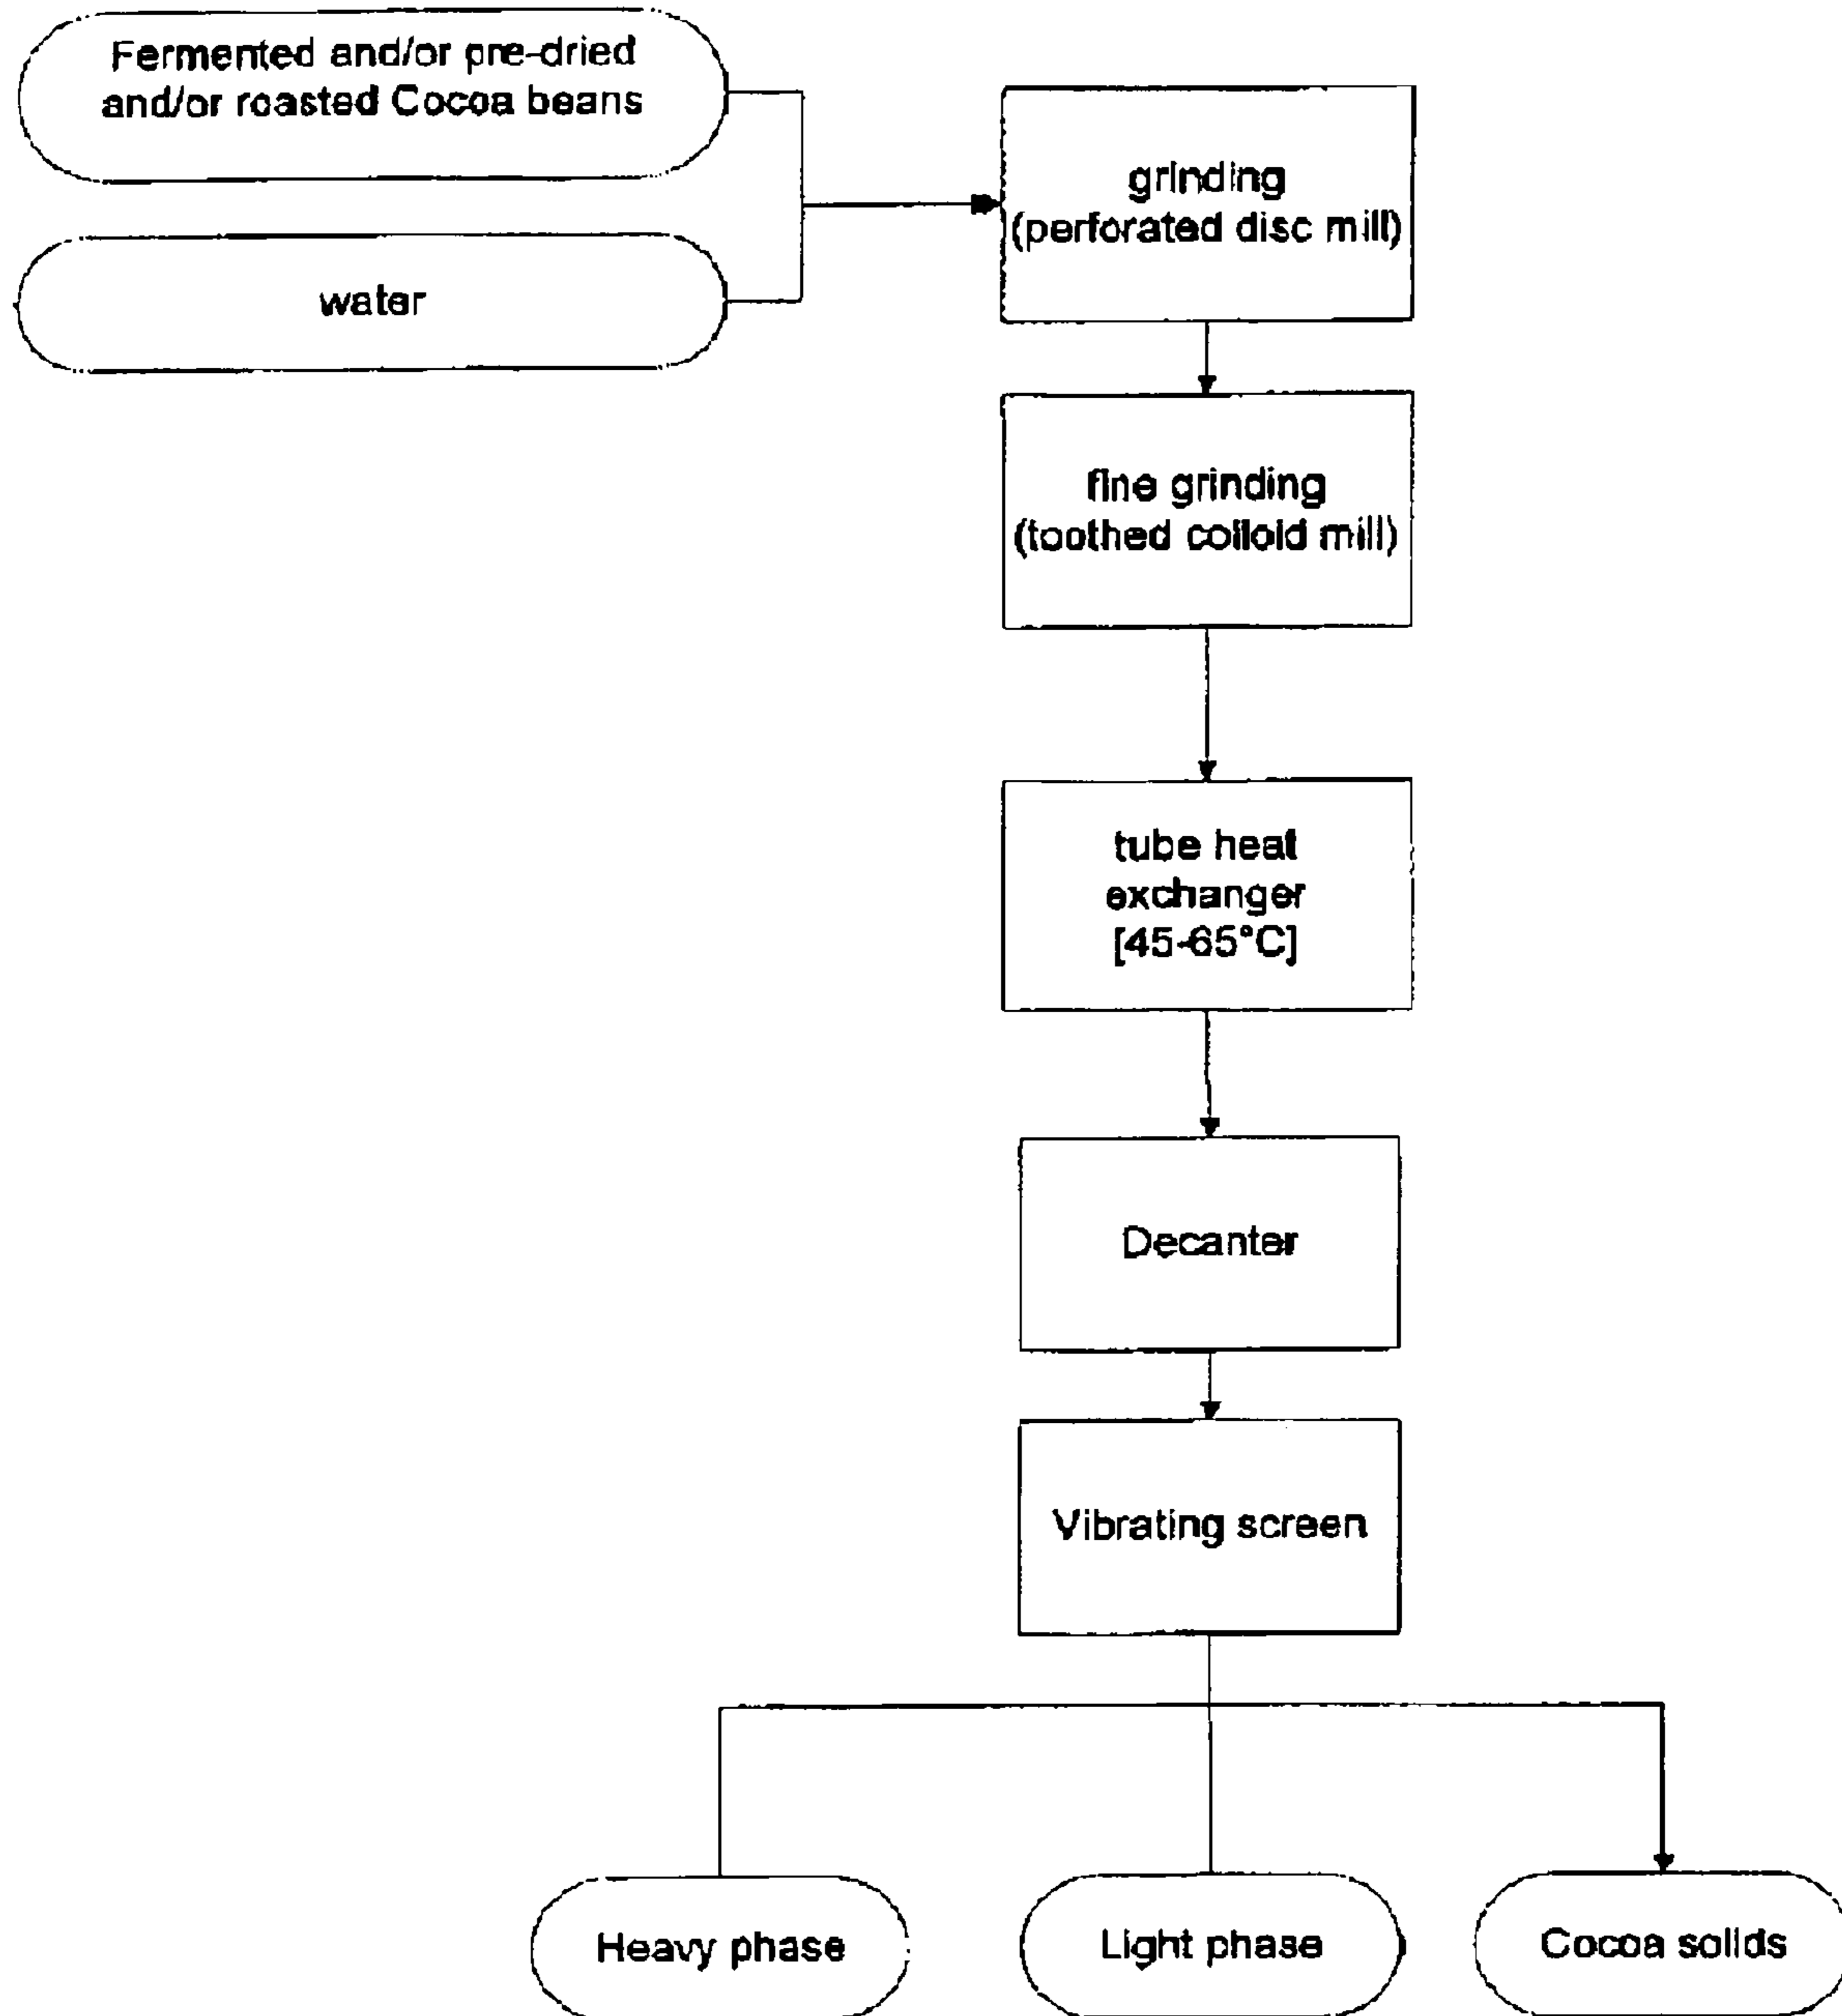 Fermented and/or pre-dried
and/or roasted Cocoa beans
water
grinding
(perforated disc mill)
fine grinding
(toothed colloid mill)
tube heat
exchanger
[45-65°C]
Decanter
Vibrating screen
Heavy phase
Light phase
Cocoa solids